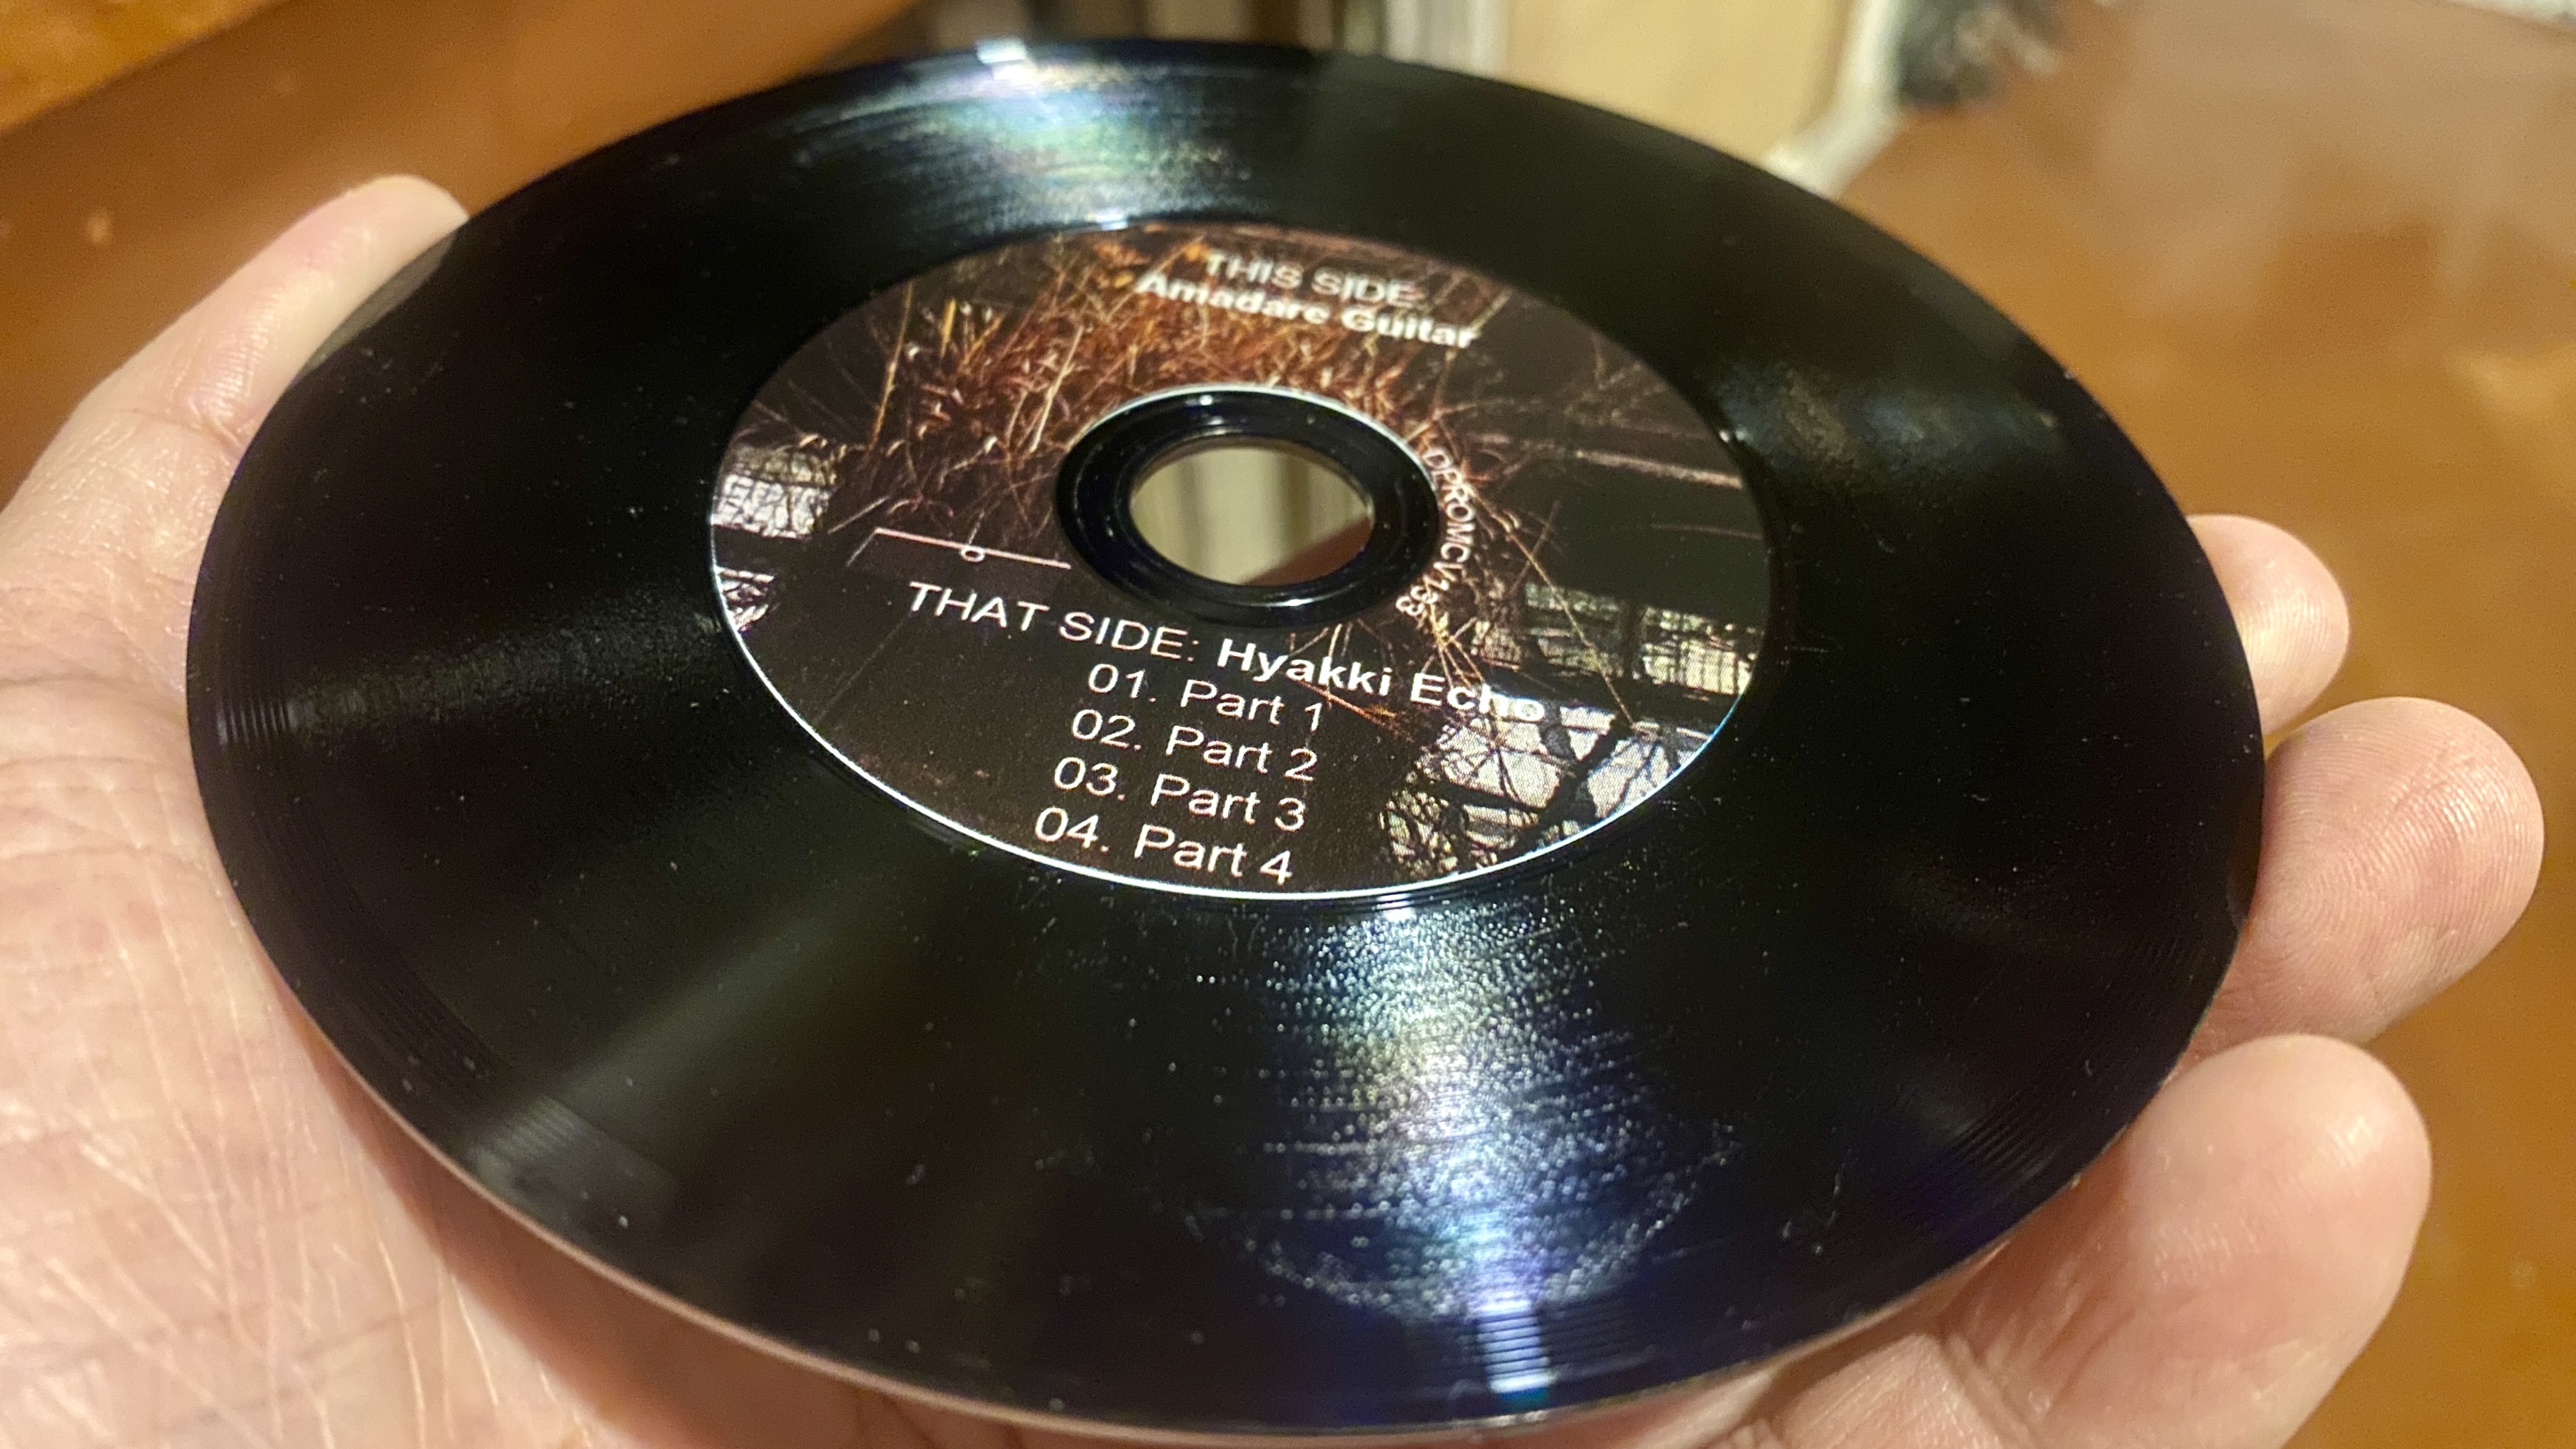 THIS SIDE:
Amadare Guitar
DPROMCV133
THAT SIDE: Hyakki Echo
01. Part 1
02. Part 2
03. Part 3
04. Part 4